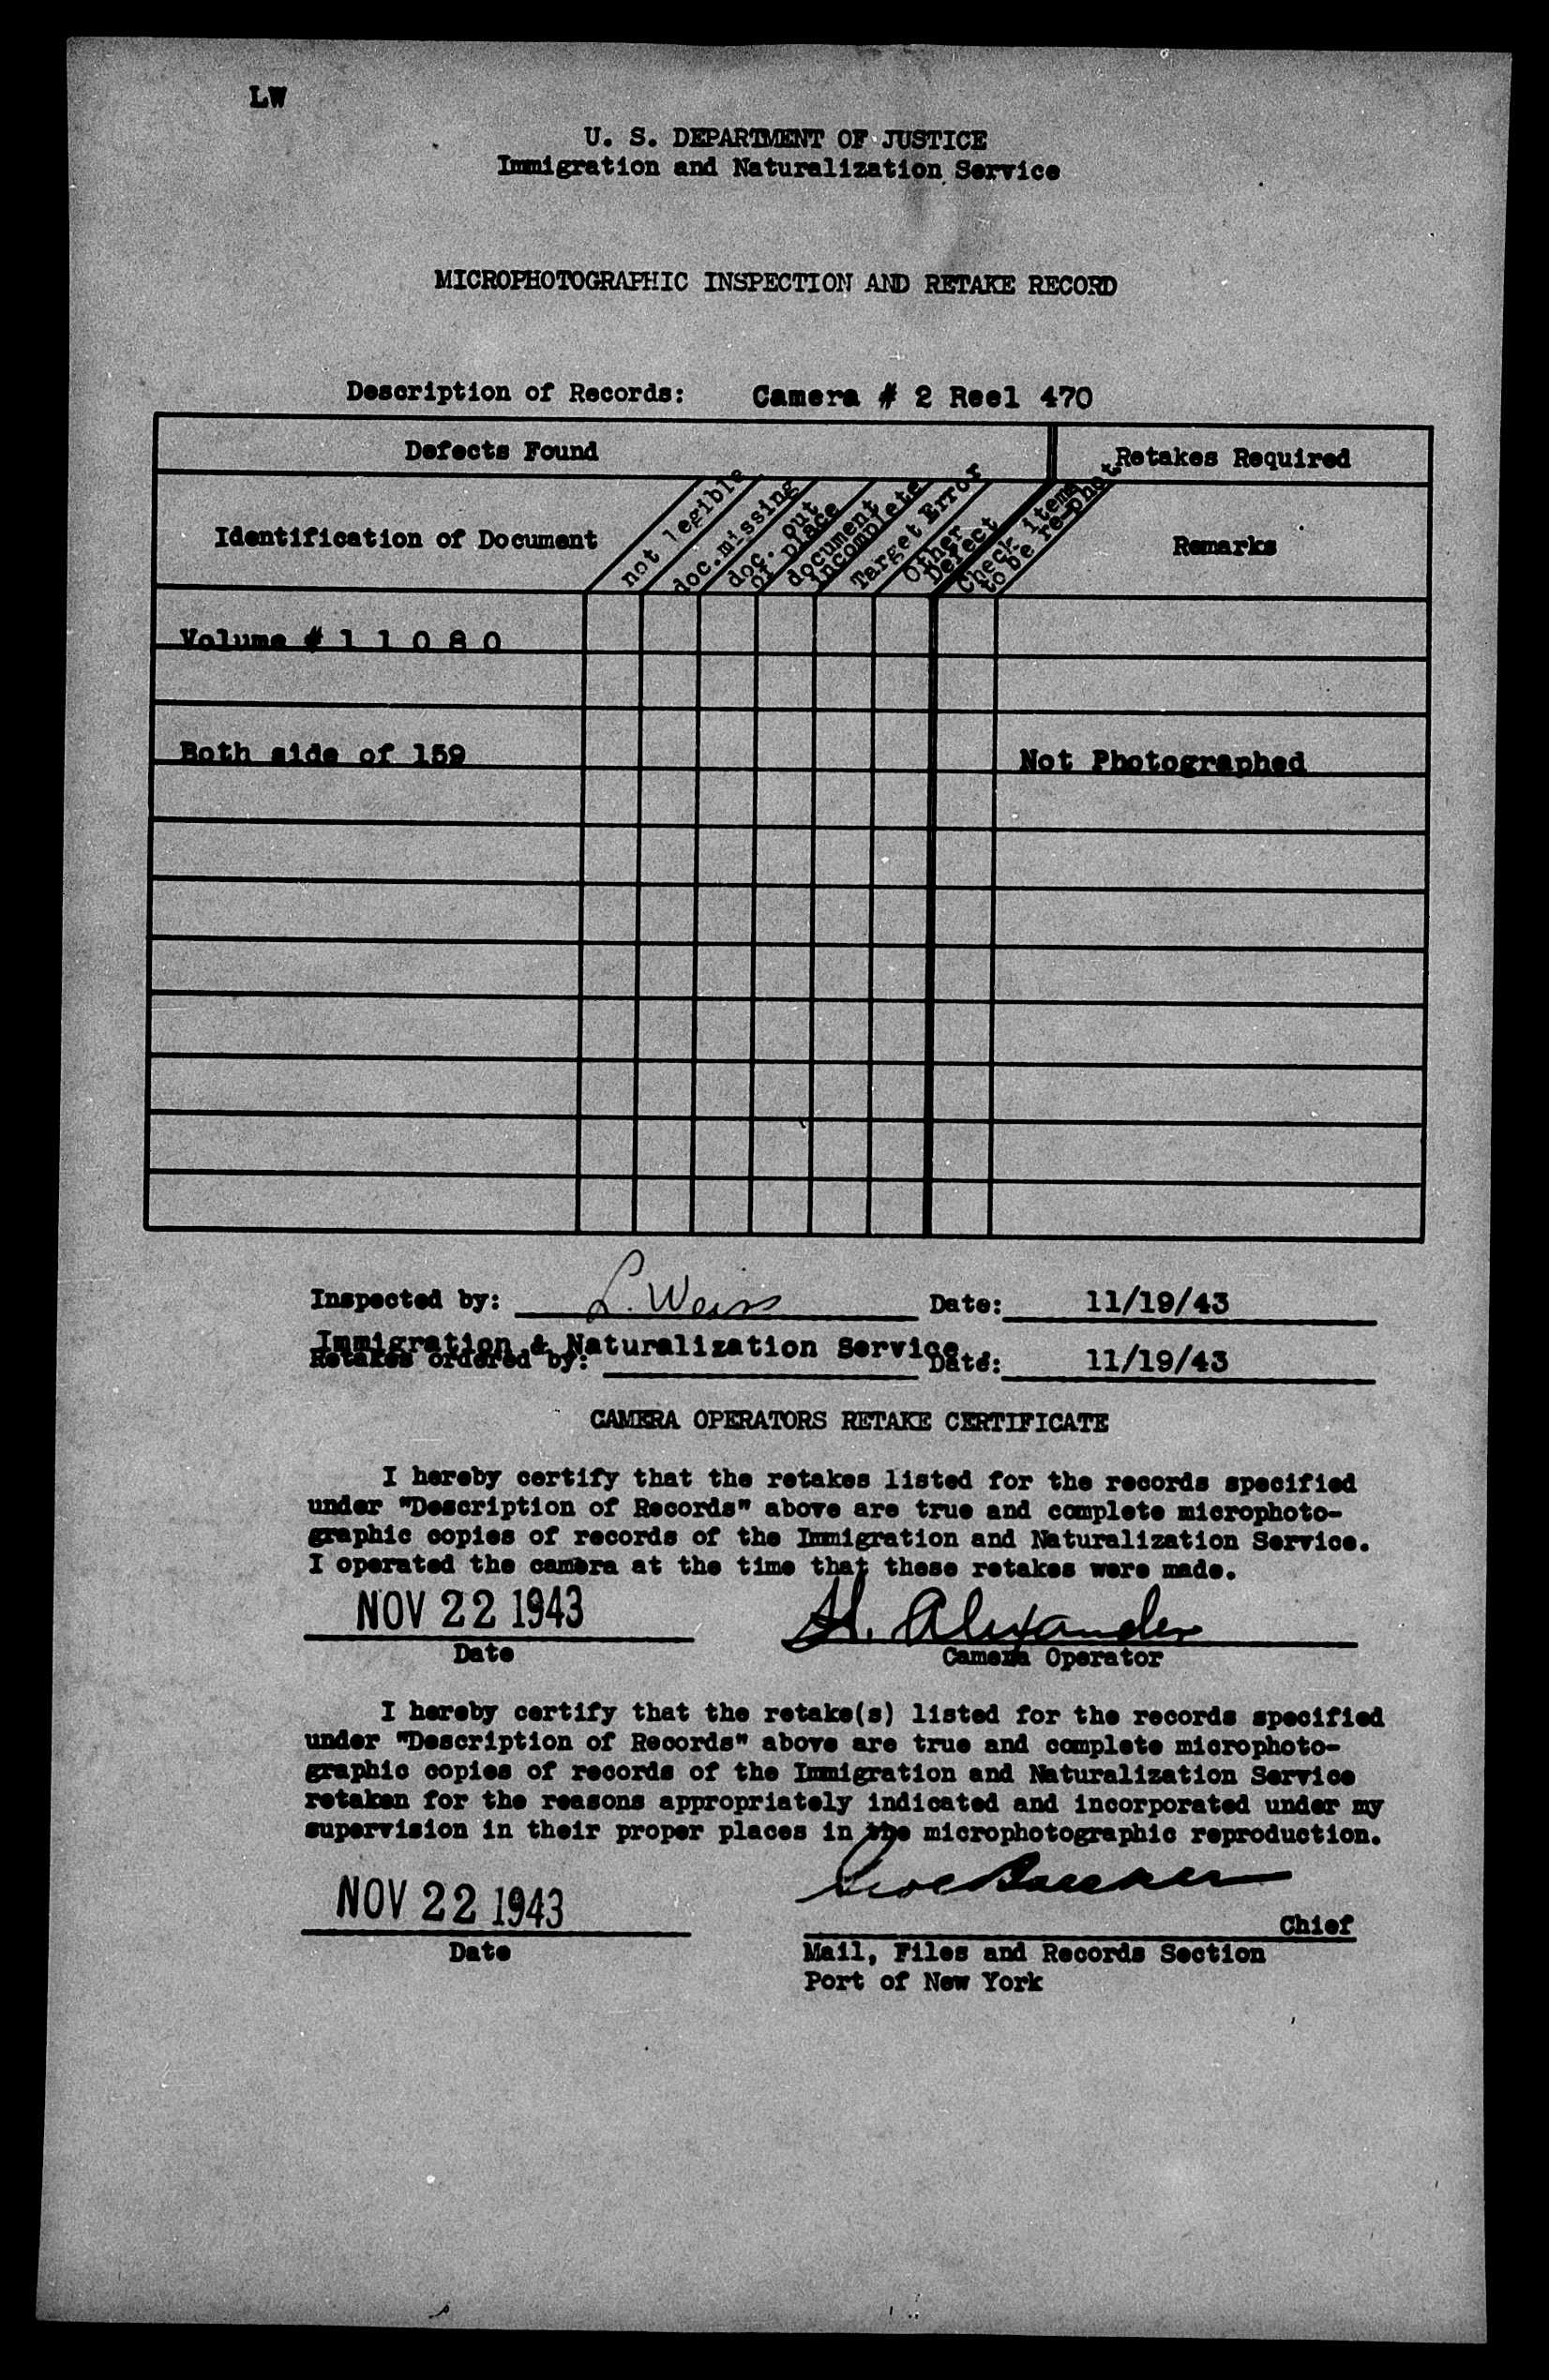 LW
U. S. DEPARTMENT OF JUSTICE
Immigration and Naturalization Service
MICROPHOTOGRAPHIC INSPECTION AND RETAKE RECORD
Description of Records: Camera # 2 Reel 470
Defects Found
Retakes Required
Identification of Document
not legible
doc.missing
doc. out
of place
document
incomplete
Target Error
Other
Defect
Check items
to be re-phot
Remarks
Volume # 1 1 0 8 0
Both side of 159 Not Photographed
Inspected by: L. Weiss Date: 11/19/43
Immigration & Naturalization Service
Retakes ordered by: Date: 11/19/43
CAMERA OPERATORS RETAKE CERTIFICATE
I hereby certify that the retakes listed for the records specified
under "Description of Records" above are true and complete microphoto-
graphic copies of records of the Immigration and Naturalization Service.
I operated the camera at the time that these retakes were made.
NOV 22 1943 H. Alexander
Date Camera Operator
I hereby certify that the retake(s) listed for the records specified
under "Description of Records" above are true and complete microphoto-
graphic copies of records of the Immigration and Naturalization Service
retaken for the reasons appropriately indicated and incorporated under my
supervision in their proper places in the microphotographic reproduction.
NOV 22 1943
Chief
Date Mail, Files and Records Section
Port of New York